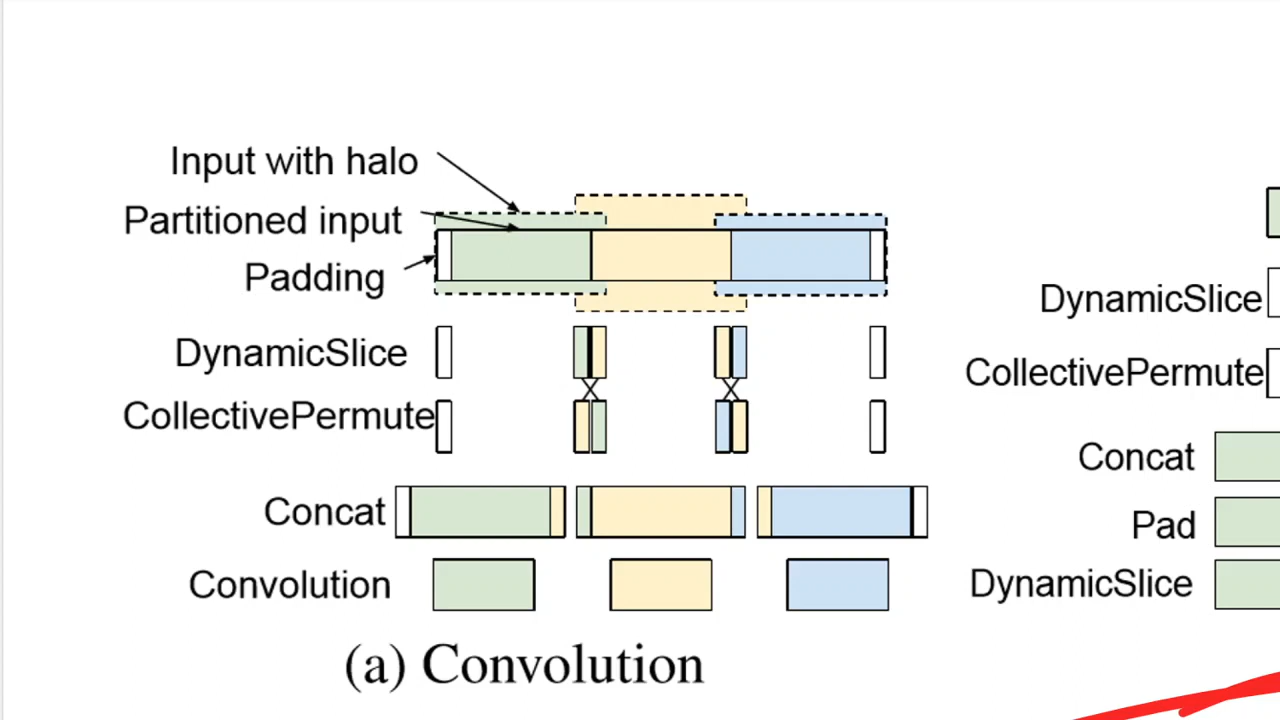 Input with halo
Partitioned input
Padding
DynamicSlice
CollectivePermute
Concat
Convolution
(a) Convolution
DynamicSlice
CollectivePermute
Concat
Pad
DynamicSlice